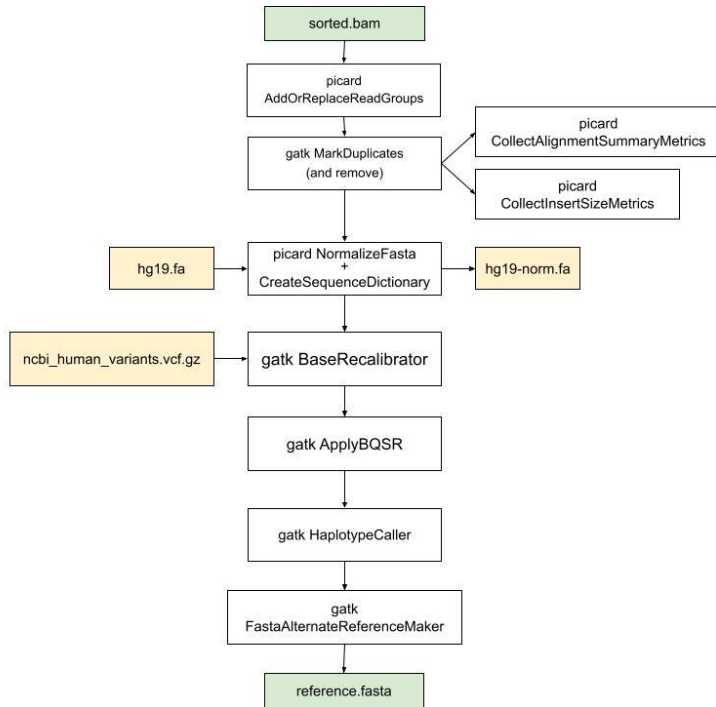 sorted.bam
picard
AddOrReplaceReadGroups
gatk MarkDuplicates
(and remove)
picard
CollectAlignmentSummaryMetrics
picard
CollectInsertSizeMetrics
hg19.fa
picard NormalizeFasta
+
CreateSequenceDictionary
hg19-norm.fa
ncbi_human_variants.vcf.gz
gatk BaseRecalibrator
gatk ApplyBQSR
gatk HaplotypeCaller
gatk
FastaAlternateReferenceMaker
reference.fasta